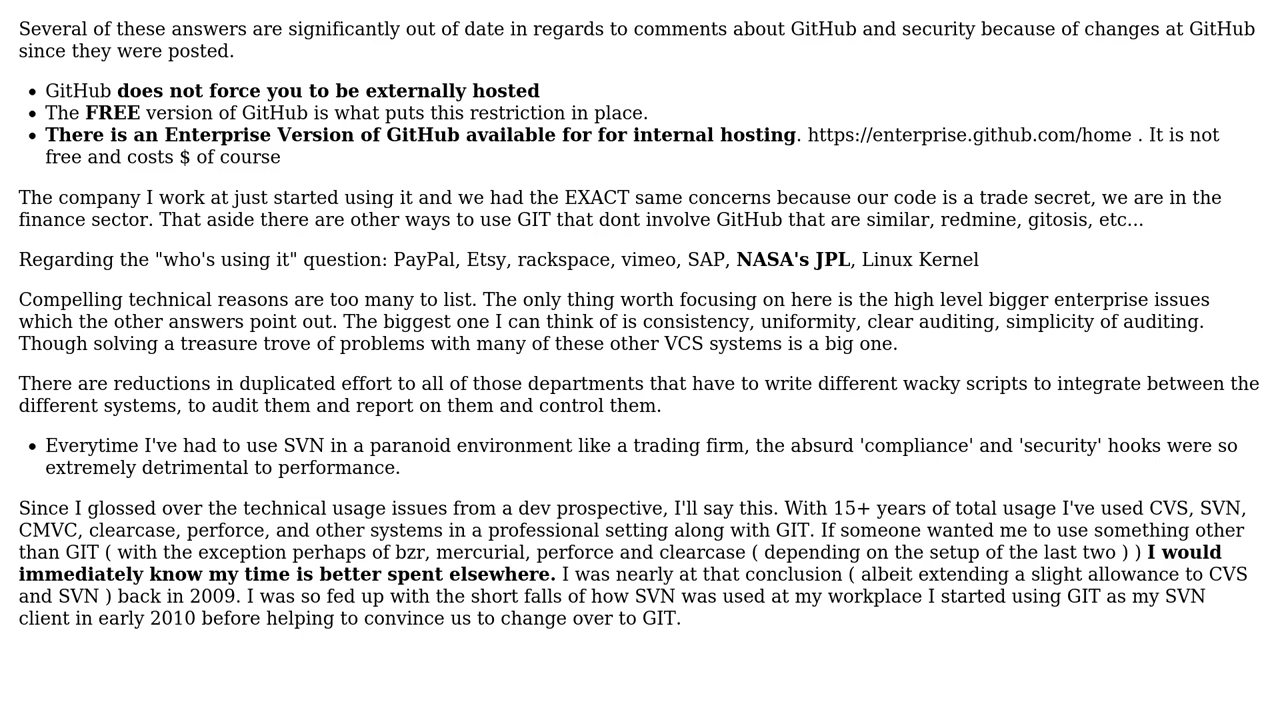 Several of these answers are significantly out of date in regards to comments about GitHub and security because of changes at GitHub
since they were posted.
• GitHub does not force you to be externally hosted
• The FREE version of GitHub is what puts this restriction in place.
• There is an Enterprise Version of GitHub available for for internal hosting. https://enterprise.github.com/home . It is not
free and costs $ of course
The company I work at just started using it and we had the EXACT same concerns because our code is a trade secret, we are in the
finance sector. That aside there are other ways to use GIT that dont involve GitHub that are similar, redmine, gitosis, etc...
Regarding the "who's using it" question: PayPal, Etsy, rackspace, vimeo, SAP, NASA's JPL, Linux Kernel
Compelling technical reasons are too many to list. The only thing worth focusing on here is the high level bigger enterprise issues
which the other answers point out. The biggest one I can think of is consistency, uniformity, clear auditing, simplicity of auditing.
Though solving a treasure trove of problems with many of these other VCS systems is a big one.
There are reductions in duplicated effort to all of those departments that have to write different wacky scripts to integrate between the
different systems, to audit them and report on them and control them.
• Everytime I've had to use SVN in a paranoid environment like a trading firm, the absurd 'compliance' and 'security' hooks were so
extremely detrimental to performance.
Since I glossed over the technical usage issues from a dev prospective, I'll say this. With 15+ years of total usage I've used CVS, SVN,
CMVC, clearcase, perforce, and other systems in a professional setting along with GIT. If someone wanted me to use something other
than GIT ( with the exception perhaps of bzr, mercurial, perforce and clearcase ( depending on the setup of the last two ) ) I would
immediately know my time is better spent elsewhere. I was nearly at that conclusion ( albeit extending a slight allowance to CVS
and SVN ) back in 2009. I was so fed up with the short falls of how SVN was used at my workplace I started using GIT as my SVN
client in early 2010 before helping to convince us to change over to GIT.